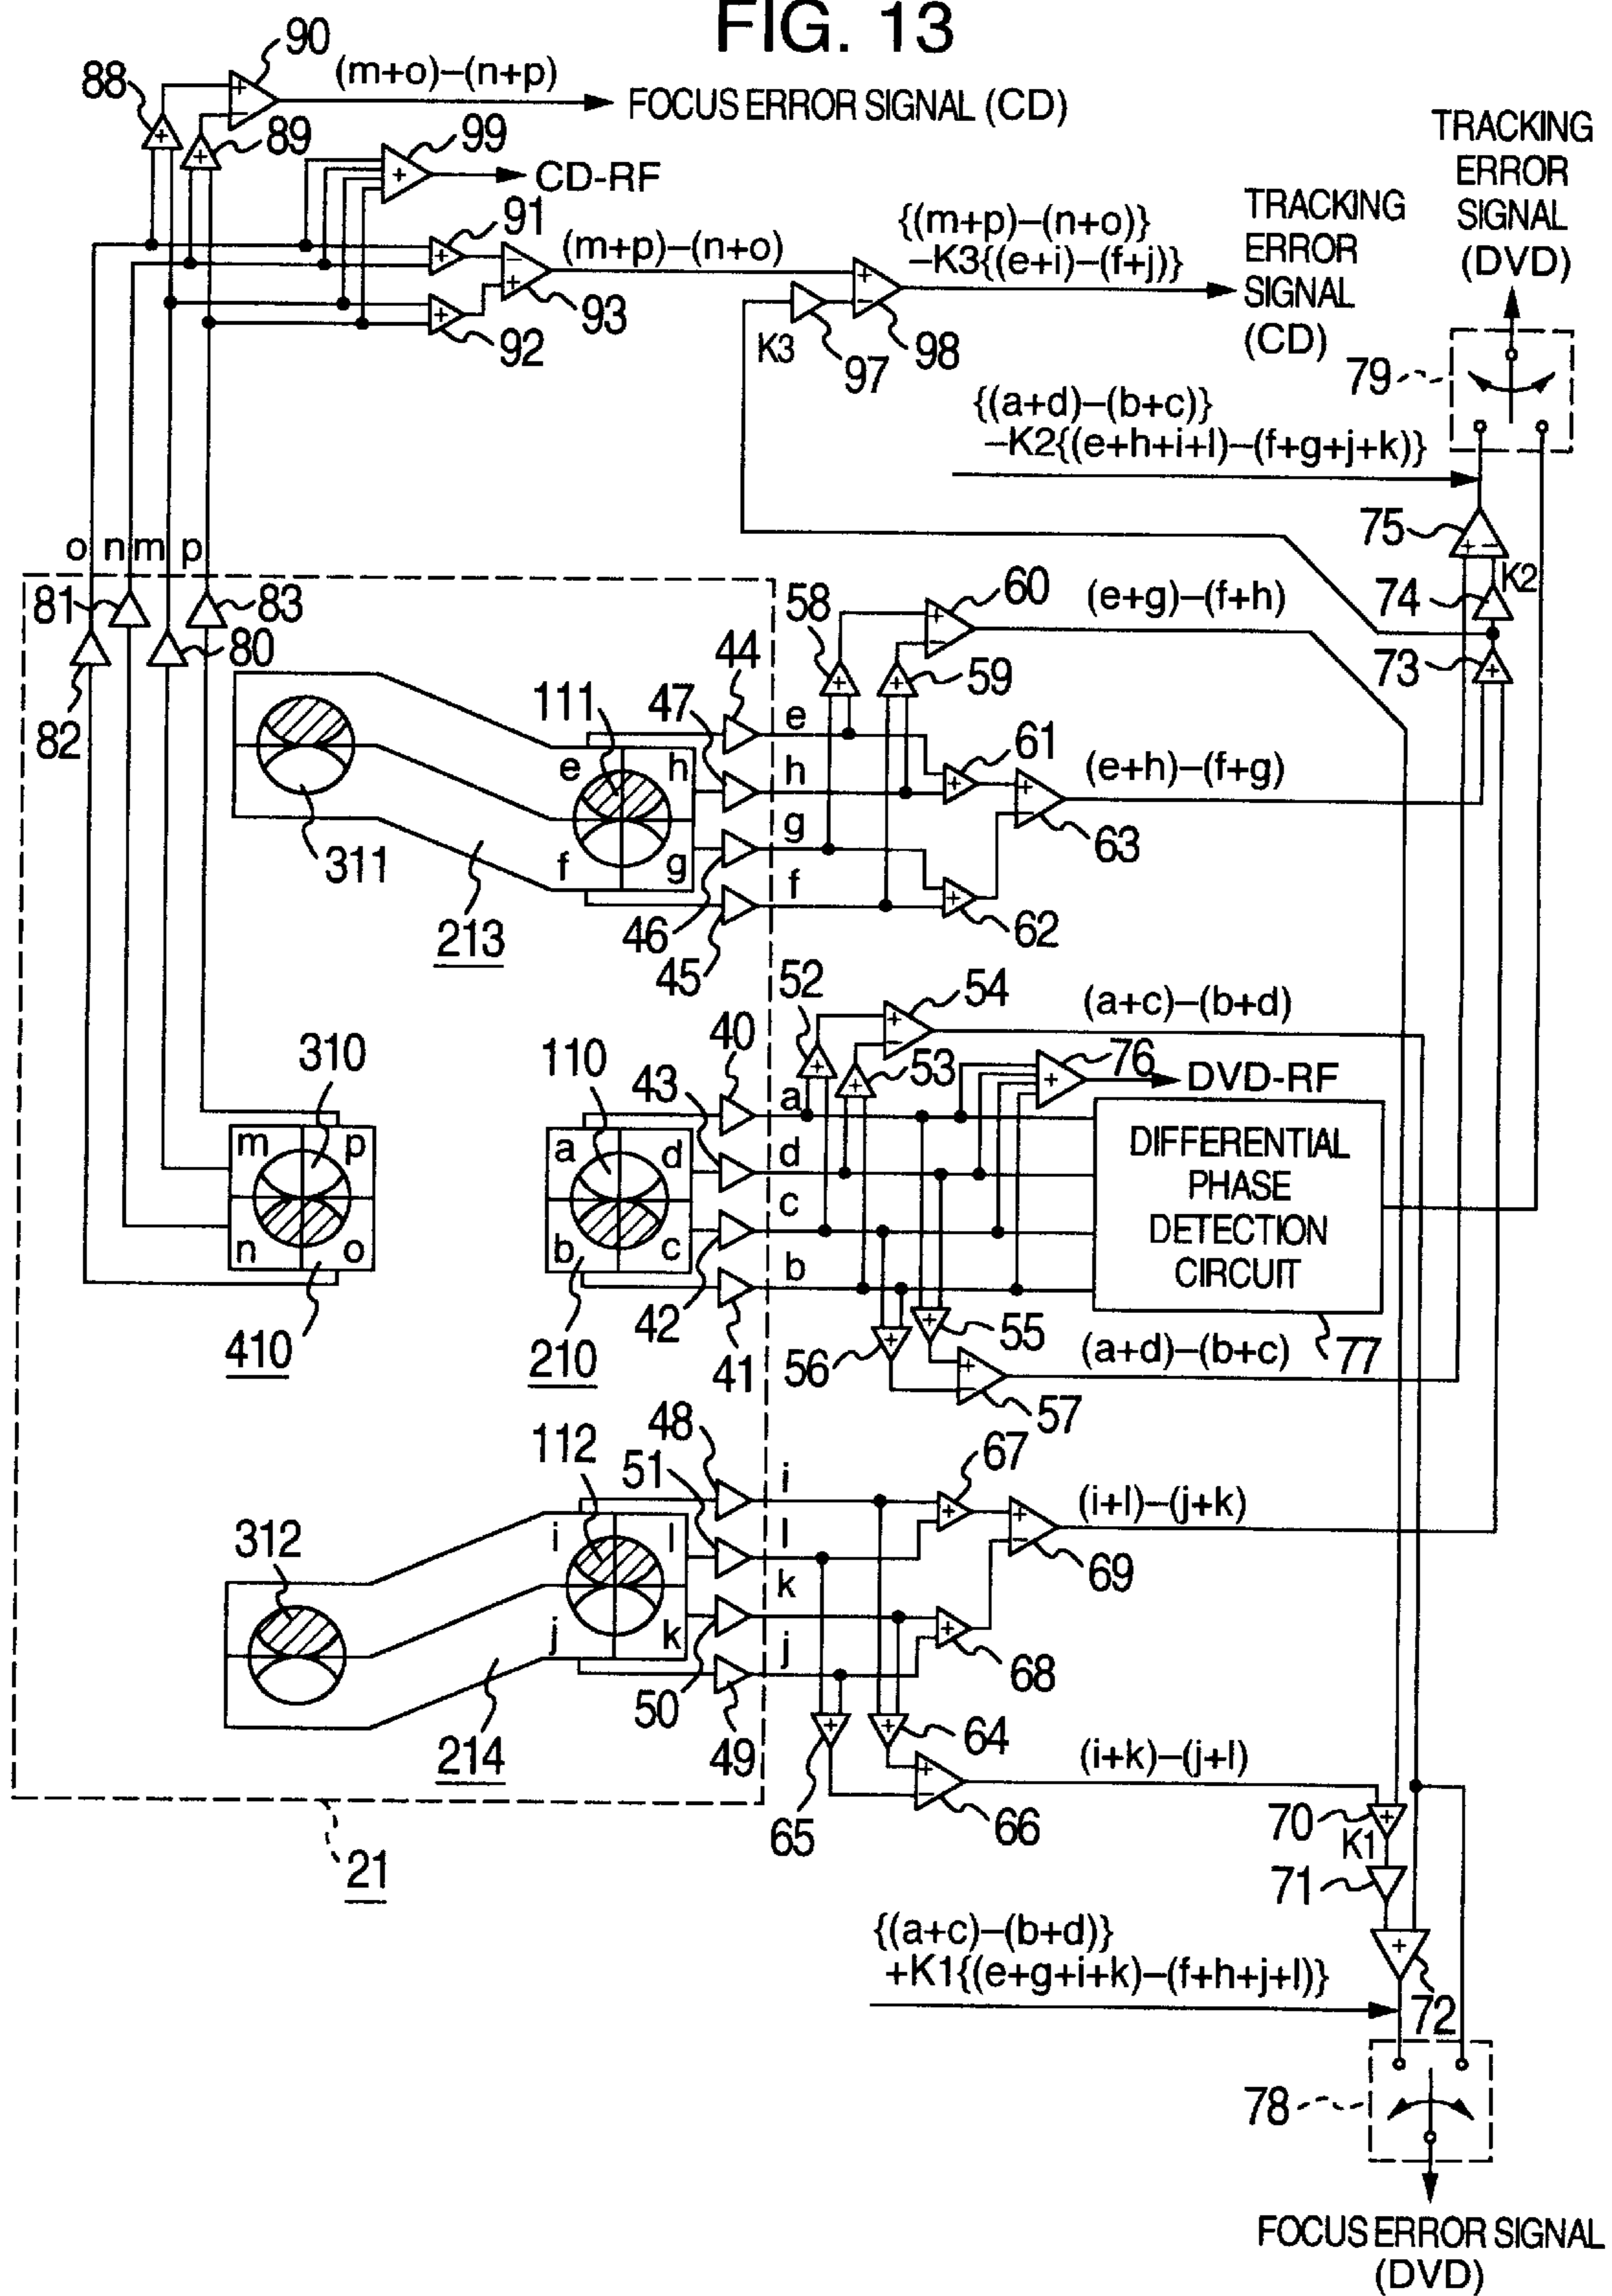 FIG. 13
90
(m+o)–(n+p)
88
FOCUS ERROR SIGNAL (CD)
89
99
CD-RF
TRACKING
ERROR
SIGNAL
(DVD)
91
(m+p)–(n+o)
93
92
{(m+p)–(n+o)}
–K3{(e+i)–(f+j)}
TRACKING
ERROR
SIGNAL
(CD)
K3
97
98
79
{(a+d)–(b+c)}
–K2{(e+h+i+l)–(f+g+j+k)}
75
K2
74
73
o n m p
81
83
80
82
58
60
(e+g)–(f+h)
59
44
47
111
e
h
g
f
e
h
g
f
61
(e+h)–(f+g)
63
62
311
213
46
45
52
54
(a+c)–(b+d)
53
76
DVD-RF
310
110
40
43
m
p
n
o
a
d
b
c
a
d
c
b
DIFFERENTIAL
PHASE
DETECTION
CIRCUIT
410
210
42
41
56
55
(a+d)–(b+c)
77
57
48
112
51
i
l
k
j
i
l
j
k
67
(i+l)–(j+k)
69
68
312
214
50
49
65
64
(i+k)–(j+l)
66
70
K1
71
21
{(a+c)–(b+d)}
+K1{(e+g+i+k)–(f+h+j+l)}
72
78
FOCUS ERROR SIGNAL
(DVD)
+
–